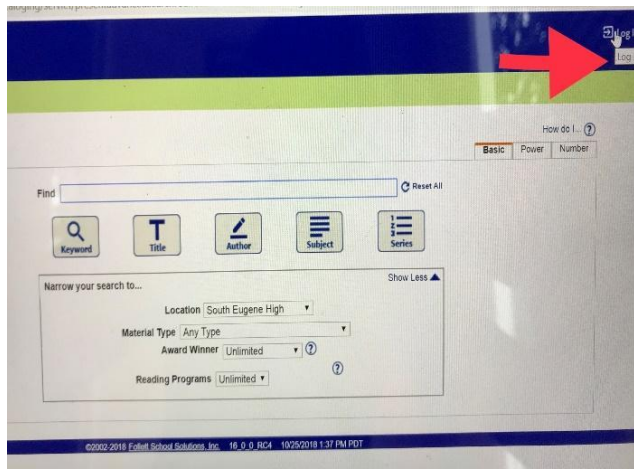 Log I
Log
How do I... ?
Basic Power Number
Find Reset All
Keyword Title Author Subject Series
Narrow your search to...
Show Less
Location South Eugene High
Material Type Any Type
Award Winner Unlimited ?
Reading Programs Unlimited ?
©2002-2018 Follett School Solutions, Inc. 16_0_0_RC4 10/25/2018 1:37 PM PDT